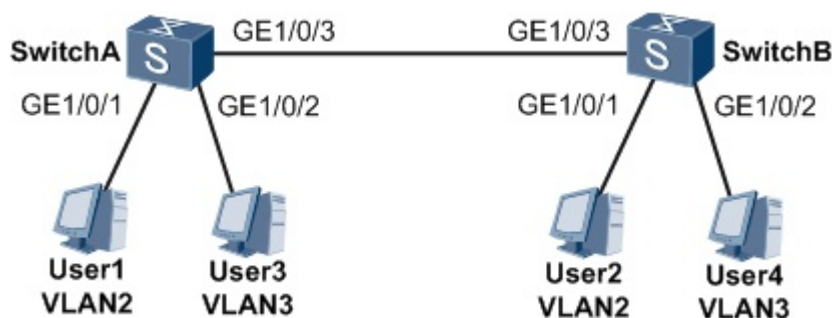 GE1/0/3
GE1/0/3
SwitchA
S
S
SwitchB
GE1/0/1
GE1/0/2
GE1/0/1
GE1/0/2
User1
VLAN2
User3
VLAN3
User2
VLAN2
User4
VLAN3